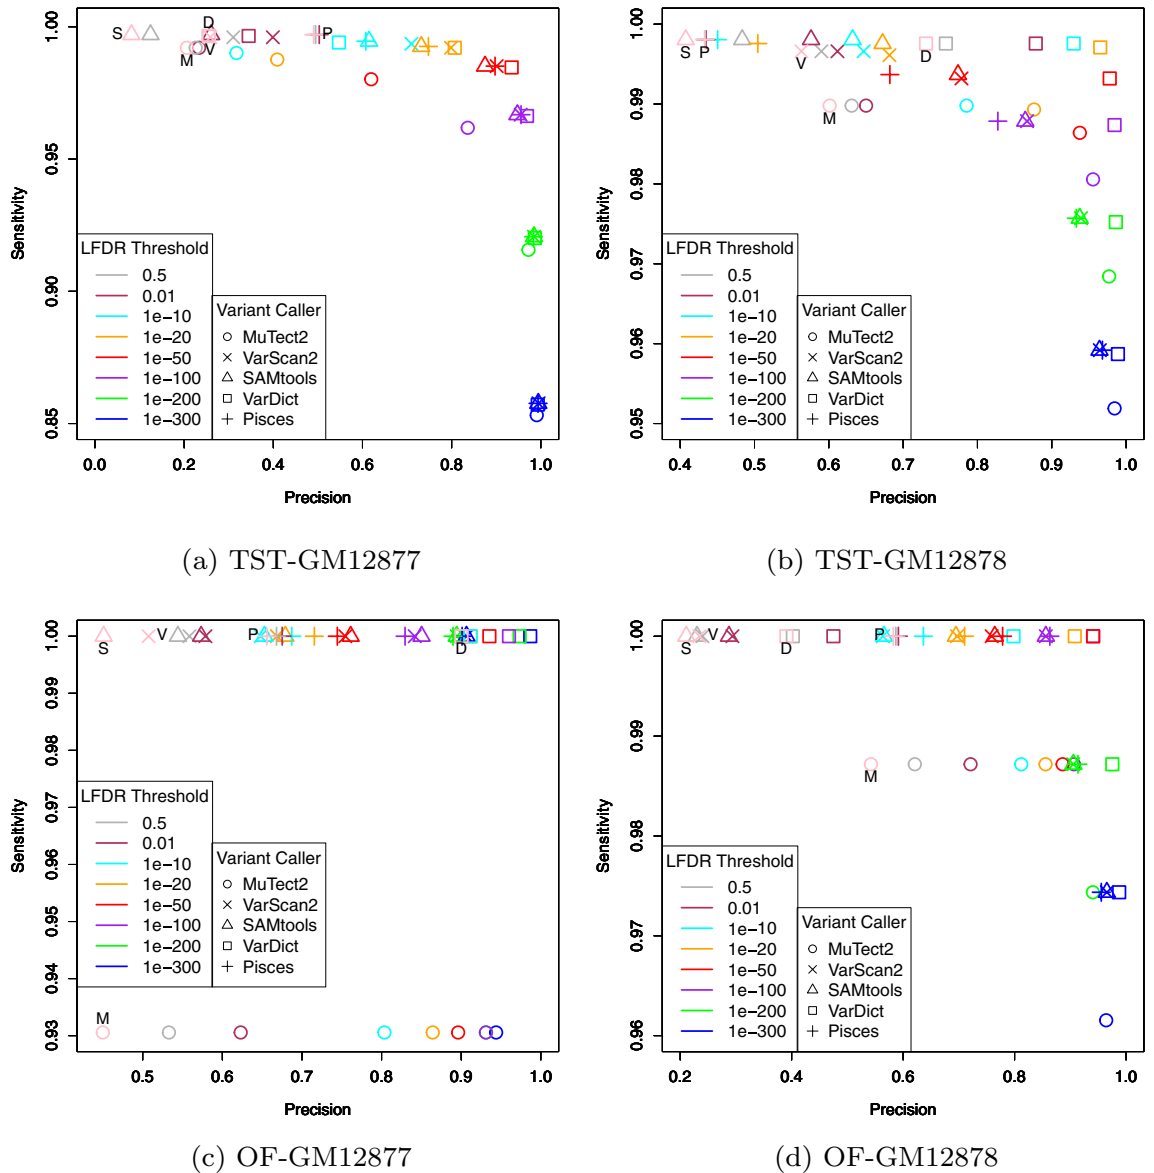 S
D
V
M
P
1.00
0.95
0.90
0.85
Sensitivity
LFDR Threshold
0.5
0.01
1e−10
1e−20
1e−50
1e−100
1e−200
1e−300
Variant Caller
MuTect2
VarScan2
SAMtools
VarDict
Pisces
0.0 0.2 0.4 0.6 0.8 1.0
Precision
(a) TST-GM12877
S
P
V
D
M
1.00
0.99
0.98
0.97
0.96
0.95
Sensitivity
LFDR Threshold
0.5
0.01
1e−10
1e−20
1e−50
1e−100
1e−200
1e−300
Variant Caller
MuTect2
VarScan2
SAMtools
VarDict
Pisces
0.4 0.5 0.6 0.7 0.8 0.9 1.0
Precision
(b) TST-GM12878
S
V
P
D
M
1.00
0.99
0.98
0.97
0.96
0.95
0.94
0.93
Sensitivity
LFDR Threshold
0.5
0.01
1e−10
1e−20
1e−50
1e−100
1e−200
1e−300
Variant Caller
MuTect2
VarScan2
SAMtools
VarDict
Pisces
0.5 0.6 0.7 0.8 0.9 1.0
Precision
(c) OF-GM12877
S
V
D
P
M
1.00
0.99
0.98
0.97
0.96
Sensitivity
LFDR Threshold
0.5
0.01
1e−10
1e−20
1e−50
1e−100
1e−200
1e−300
Variant Caller
MuTect2
VarScan2
SAMtools
VarDict
Pisces
0.2 0.4 0.6 0.8 1.0
Precision
(d) OF-GM12878